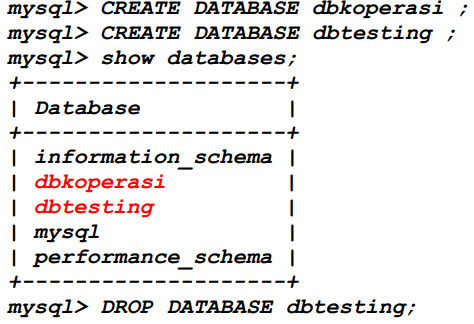 mysql> CREATE DATABASE dbkoperasi ;
mysql> CREATE DATABASE dbtesting ;
mysql> show databases;
+--------------------+
| Database           |
+--------------------+
| information_schema |
| dbkoperasi         |
| dbtesting          |
| mysql              |
| performance_schema |
+--------------------+
mysql> DROP DATABASE dbtesting;